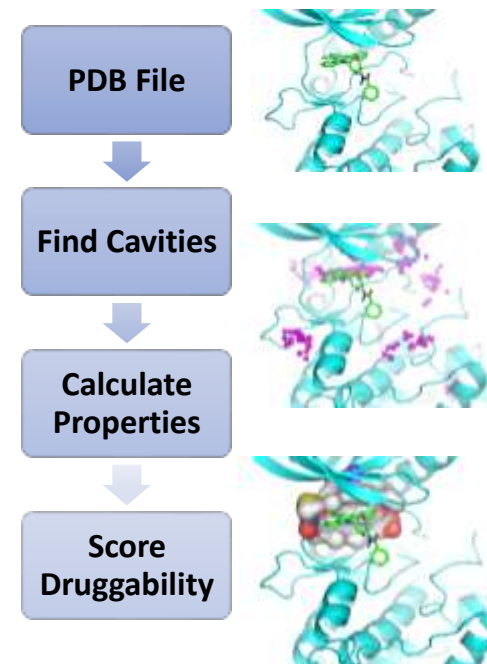 PDB File
Find Cavities
Calculate
Properties
Score
Druggability